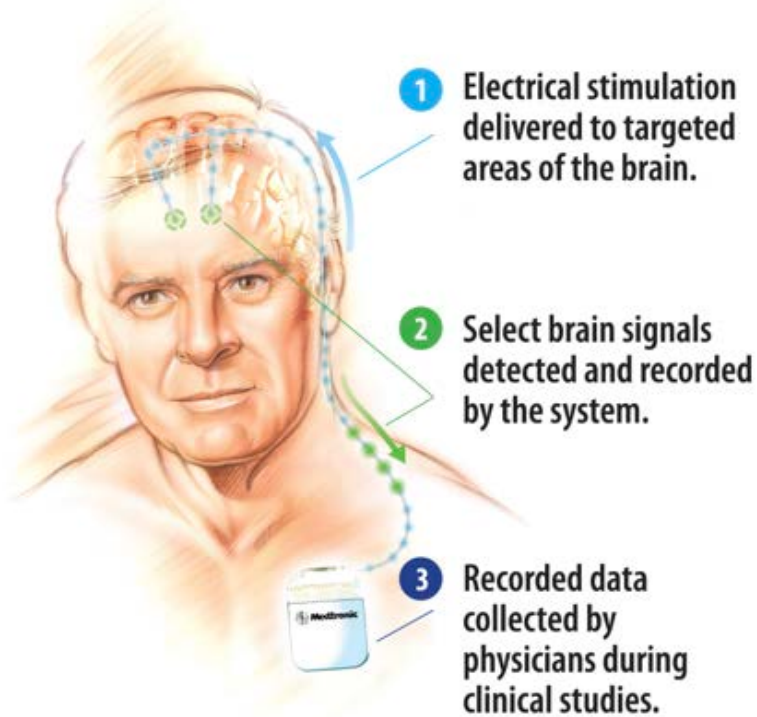 1 Electrical stimulation
delivered to targeted
areas of the brain.
2 Select brain signals
detected and recorded
by the system.
Medtronic
3 Recorded data
collected by
physicians during
clinical studies.